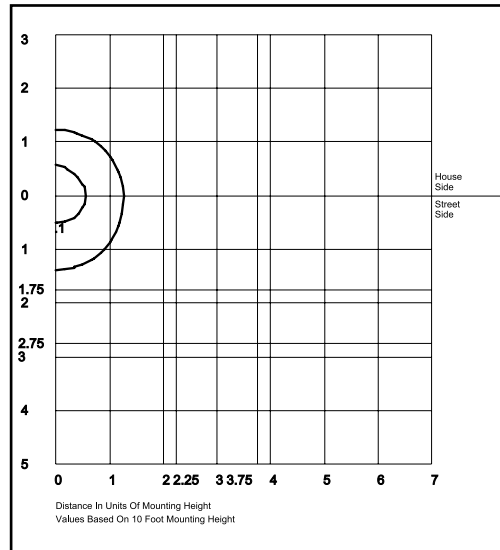 3
2
1
0
.1
1
1.75
2
2.75
3
4
5
House
Side
Street
Side
0 1 2 2.25 3 3.75 4 5 6 7
Distance In Units Of Mounting Height
Values Based On 10 Foot Mounting Height